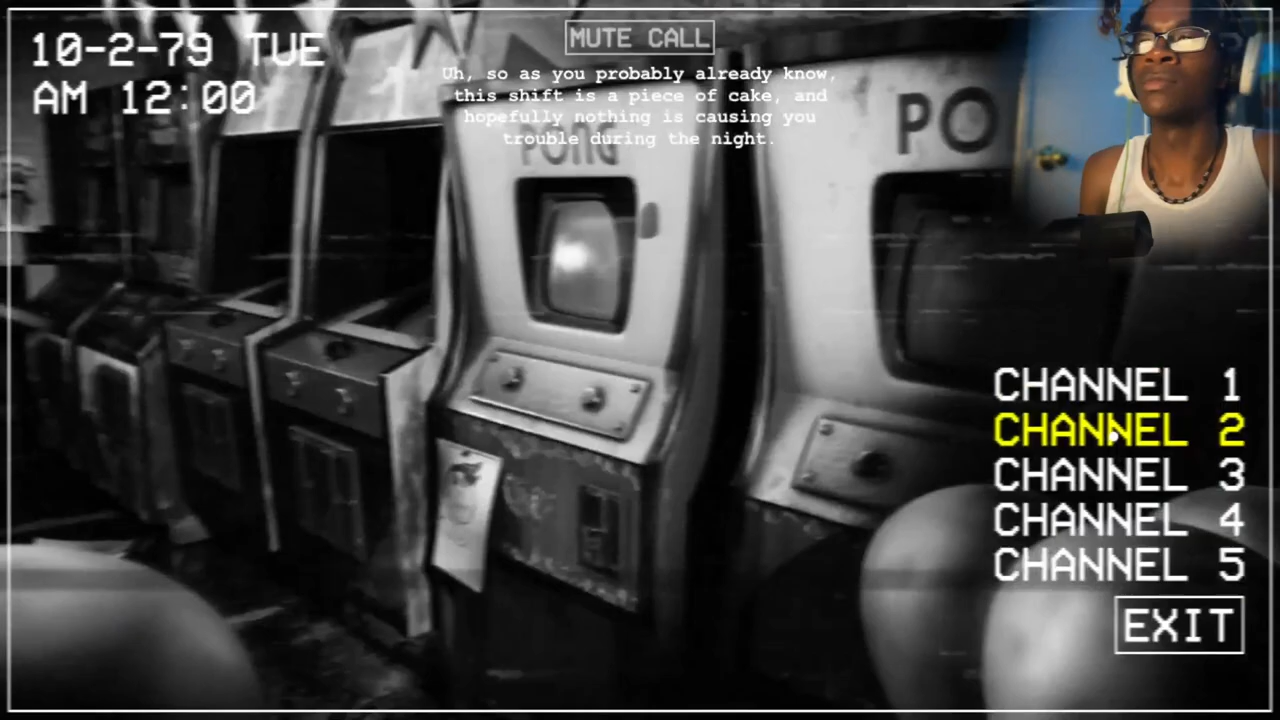 10-2-79 TUE
AM 12:00
MUTE CALL
Uh, so as you probably already know,
this shift is a piece of cake, and
hopefully nothing is causing you
trouble during the night.
PONG
PO
CHANNEL 1
CHANNEL 2
CHANNEL 3
CHANNEL 4
CHANNEL 5
EXIT